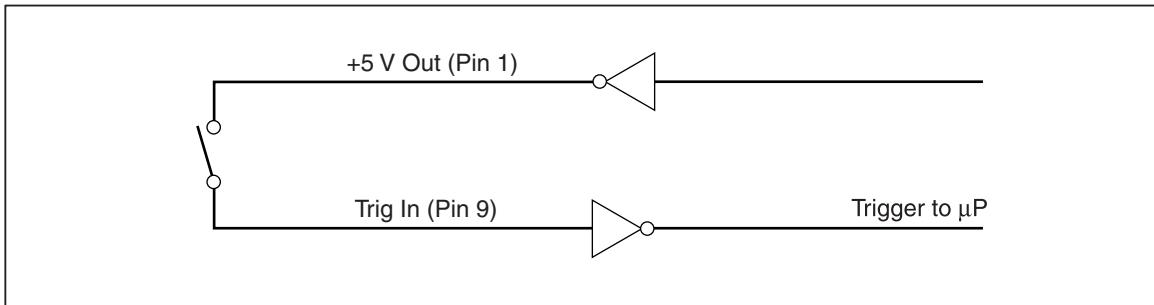 +5 V Out (Pin 1)
Trig In (Pin 9)
Trigger to μP